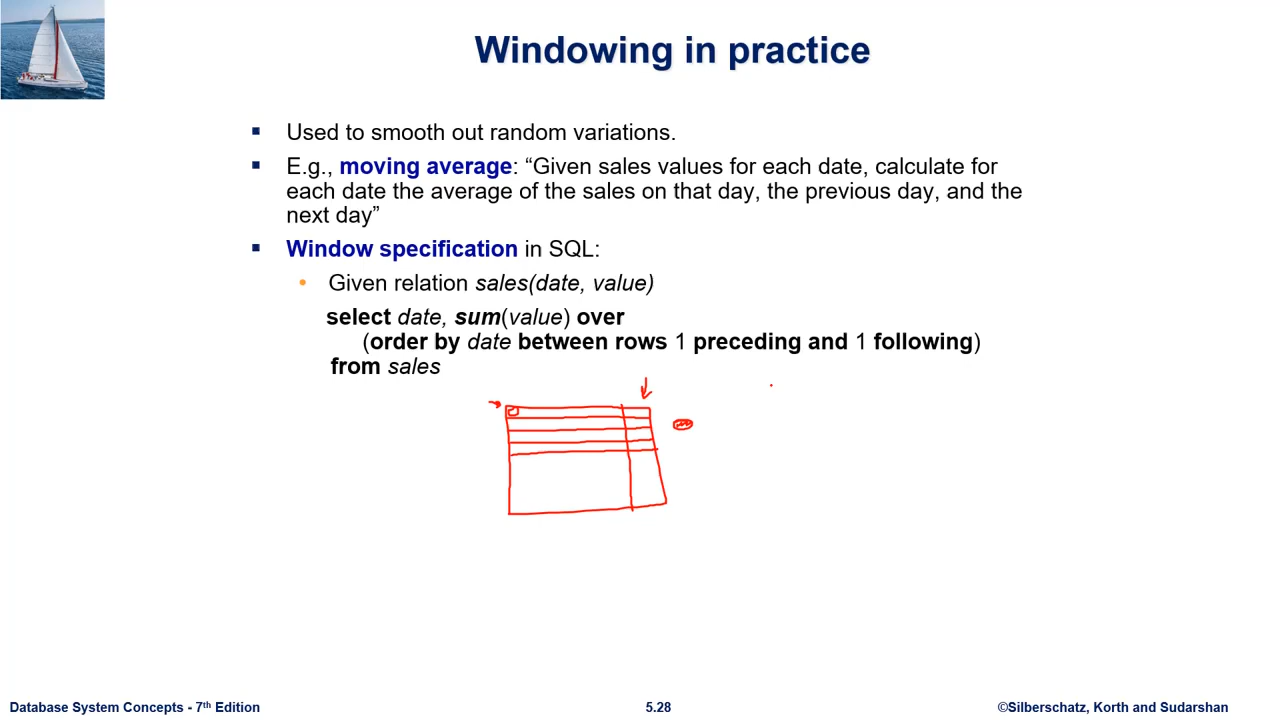 Windowing in practice
▪ Used to smooth out random variations.
▪ E.g., moving average: “Given sales values for each date, calculate for
each date the average of the sales on that day, the previous day, and the
next day”
▪ Window specification in SQL:
• Given relation sales(date, value)
select date, sum(value) over
(order by date between rows 1 preceding and 1 following)
from sales
Database System Concepts - 7th Edition
5.28
©Silberschatz, Korth and Sudarshan